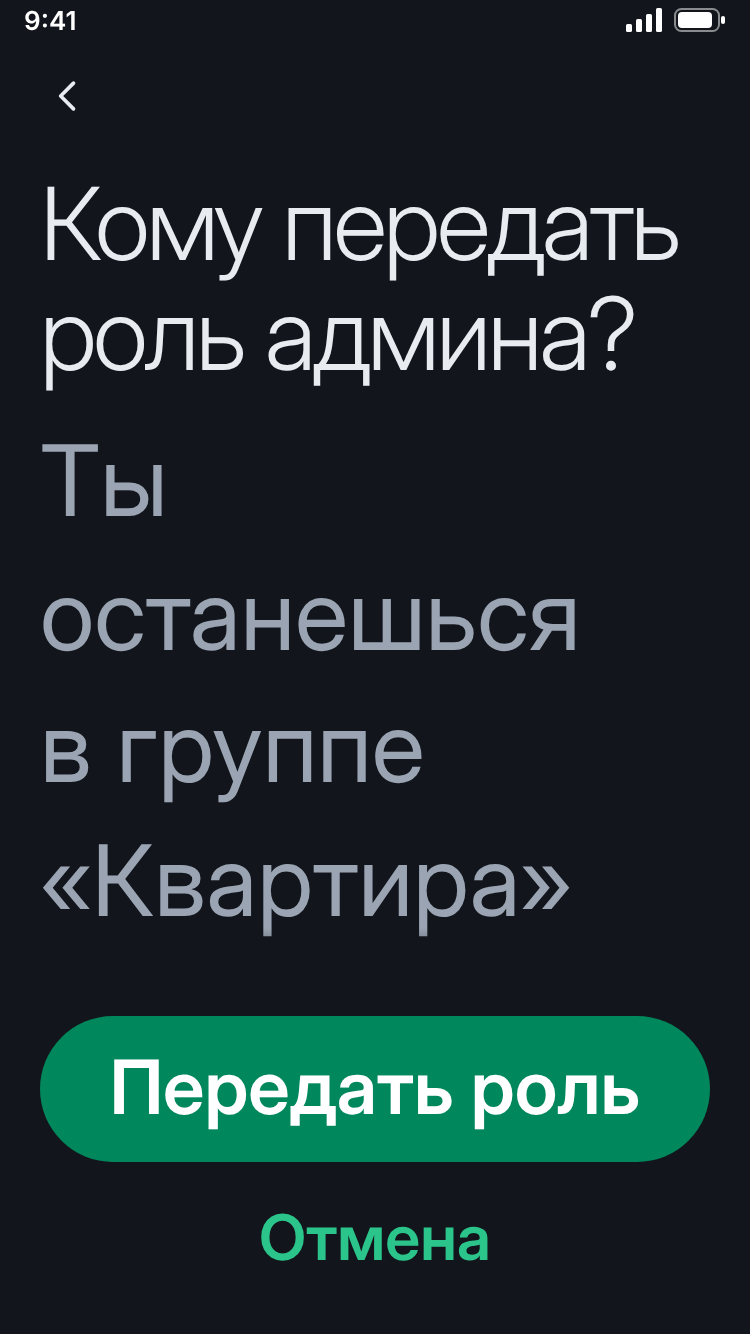 9:41
Кому передать
роль админа?
Ты
останешься
в группе
«Квартира»
Передать роль
Отмена